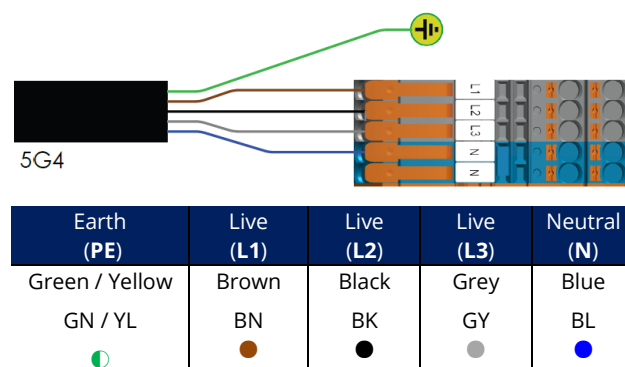 L1
L2
L3
N
N
5G4
Earth Live Live Live Neutral
(PE) (L1) (L2) (L3) (N)
Green / Yellow Brown Black Grey Blue
GN / YL BN BK GY BL